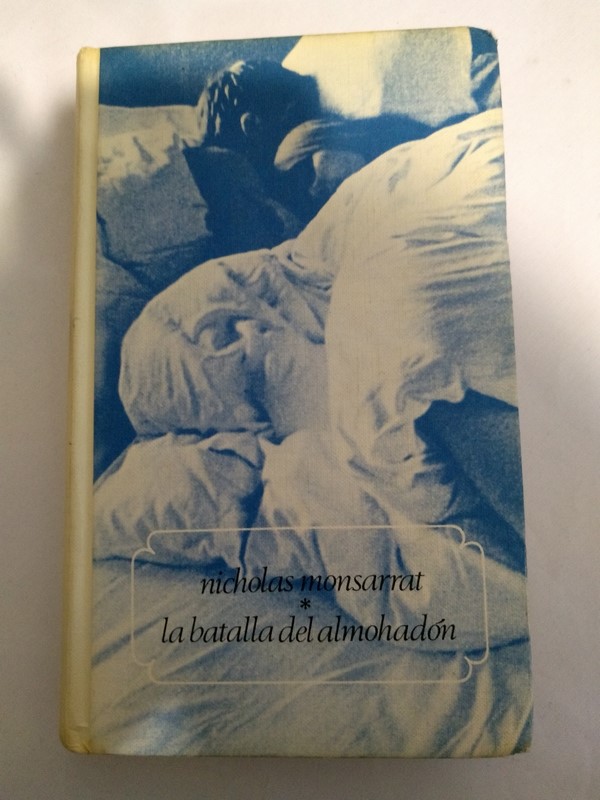 nicholas monsarrat
*
la batalla del almohadón